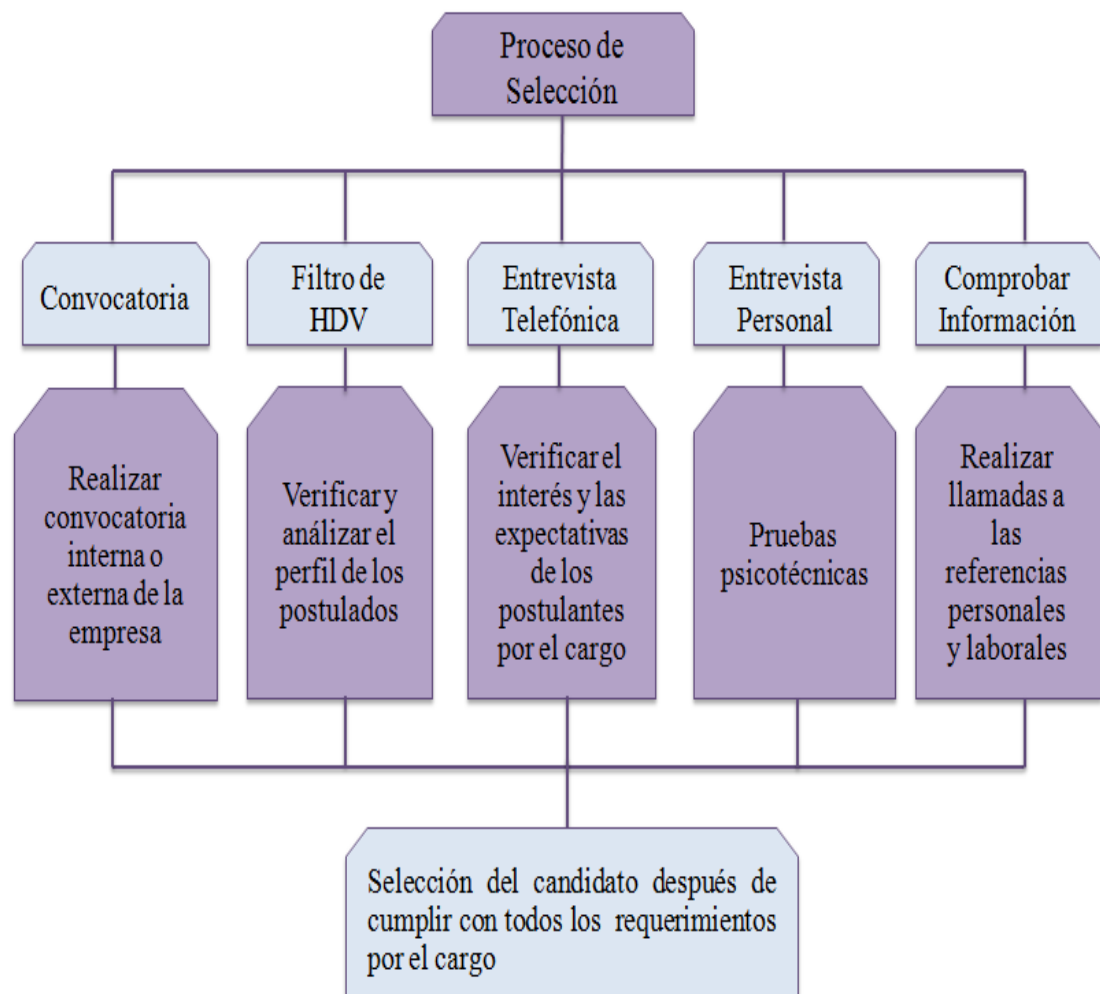 Proceso de
Selección
Convocatoria
Filtro de
HDV
Entrevista
Telefónica
Entrevista
Personal
Comprobar
Información
Realizar
convocatoria
interna o
externa de la
empresa
Verificar y
análizar el
perfil de los
postulados
Verificar el
interés y las
expectativas
de los
postulantes
por el cargo
Pruebas
psicotécnicas
Realizar
llamadas a
las
referencias
personales
y laborales
Selección del candidato después de
cumplir con todos los requerimientos
por el cargo